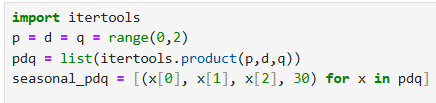 import itertools
p = d = q = range(0,2)
pdq = list(itertools.product(p,d,q))
seasonal_pdq = [(x[0], x[1], x[2], 30) for x in pdq]